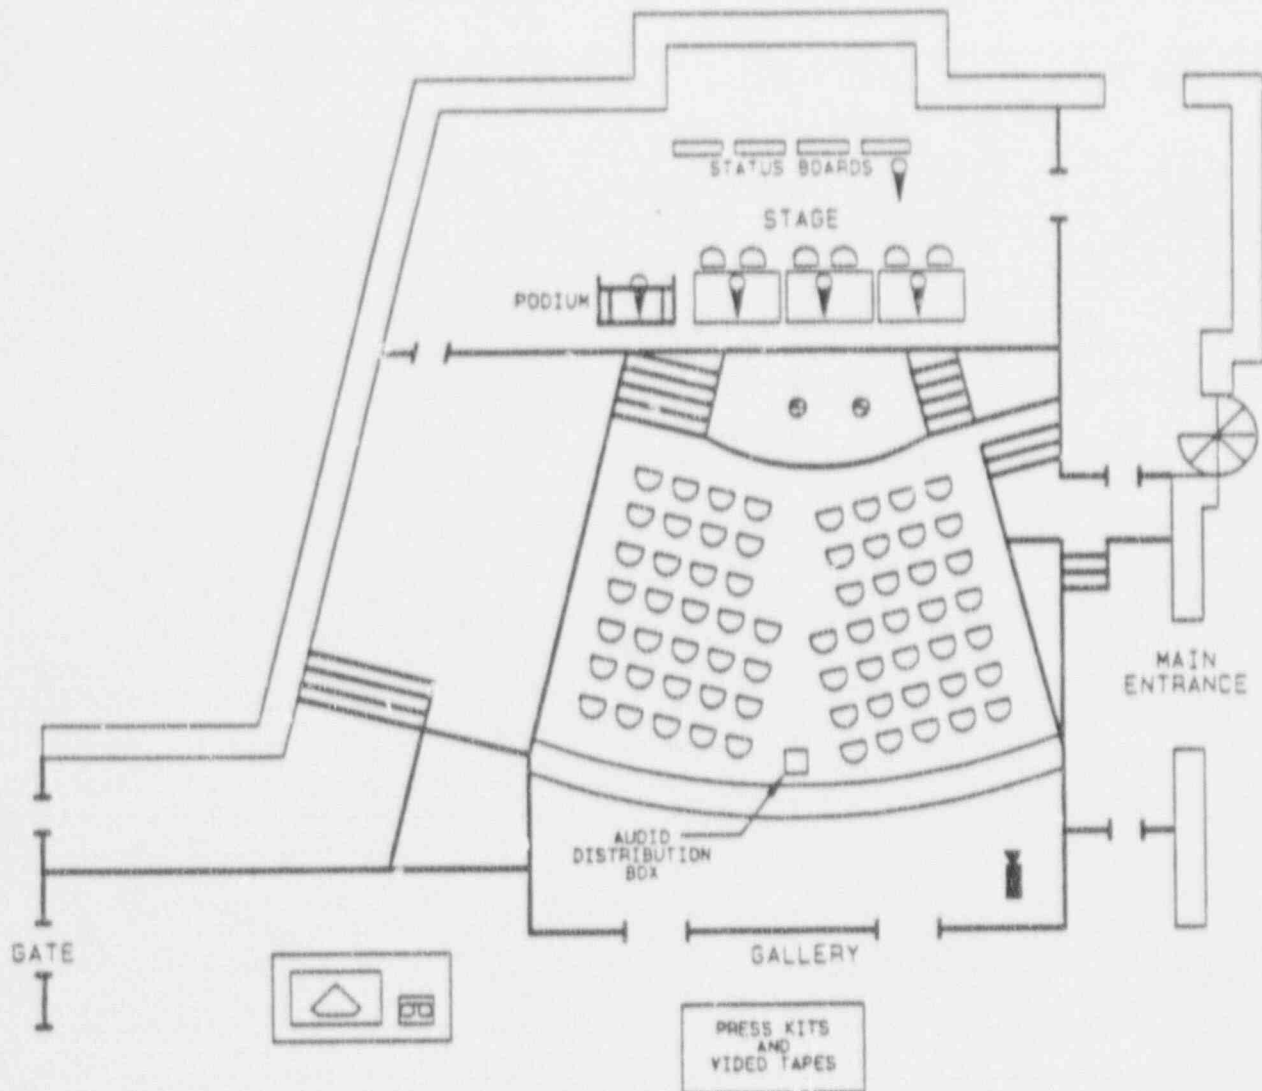 STATUS BOARDS
STAGE
PODIUM
MAIN
ENTRANCE
AUDIO
DISTRIBUTION
BOX
GATE
GALLERY
PRESS KITS
AND
VIDEO TAPES